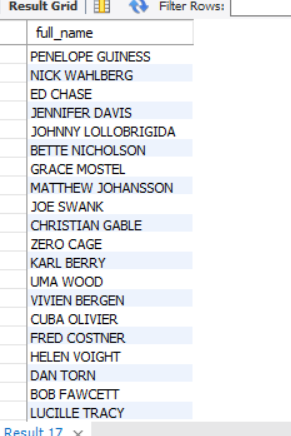 Result Grid Filter Rows:
full_name
PENELOPE GUINESS
NICK WAHLBERG
ED CHASE
JENNIFER DAVIS
JOHNNY LOLLOBRIGIDA
BETTE NICHOLSON
GRACE MOSTEL
MATTHEW JOHANSSON
JOE SWANK
CHRISTIAN GABLE
ZERO CAGE
KARL BERRY
UMA WOOD
VIVIEN BERGEN
CUBA OLIVIER
FRED COSTNER
HELEN VOIGHT
DAN TORN
BOB FAWCETT
LUCILLE TRACY
Result 17 ×